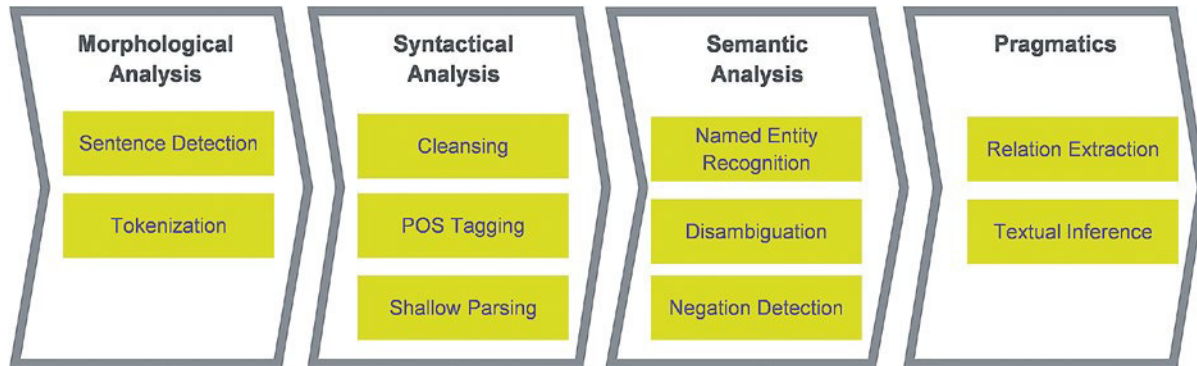 Morphological
Analysis
Sentence Detection
Tokenization
Syntactical
Analysis
Cleansing
POS Tagging
Shallow Parsing
Semantic
Analysis
Named Entity
Recognition
Disambiguation
Negation Detection
Pragmatics
Relation Extraction
Textual Inference